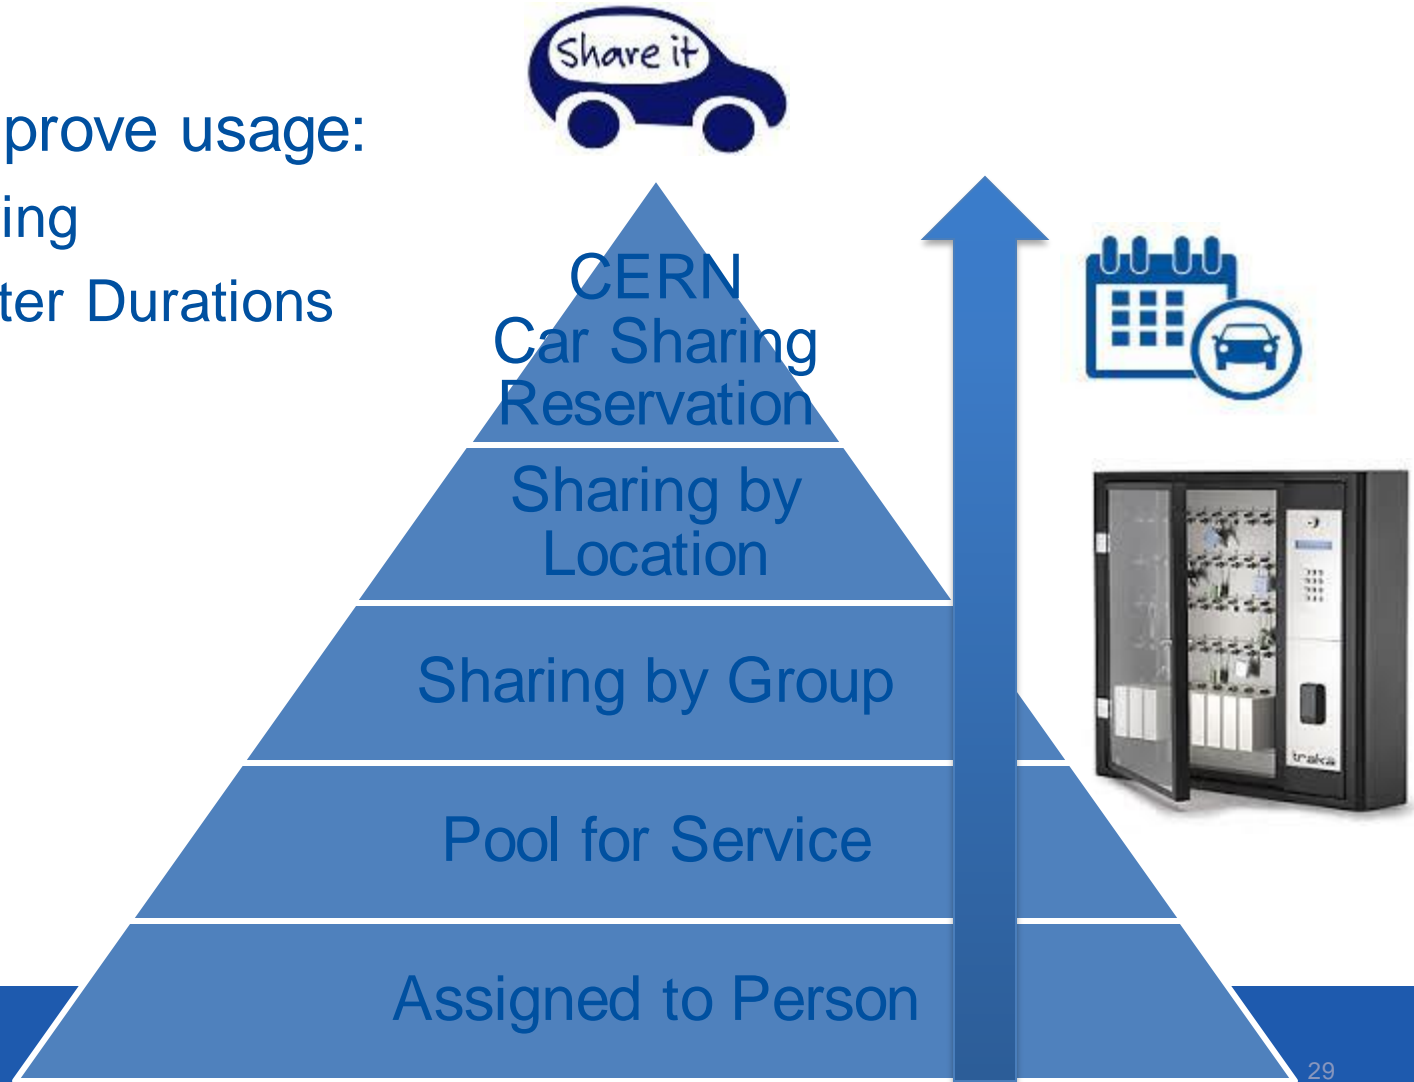 Share it
prove usage:
ing
ter Durations
CERN
Car Sharing
Reservation
Sharing by
Location
Sharing by Group
Pool for Service
Assigned to Person
traka
29